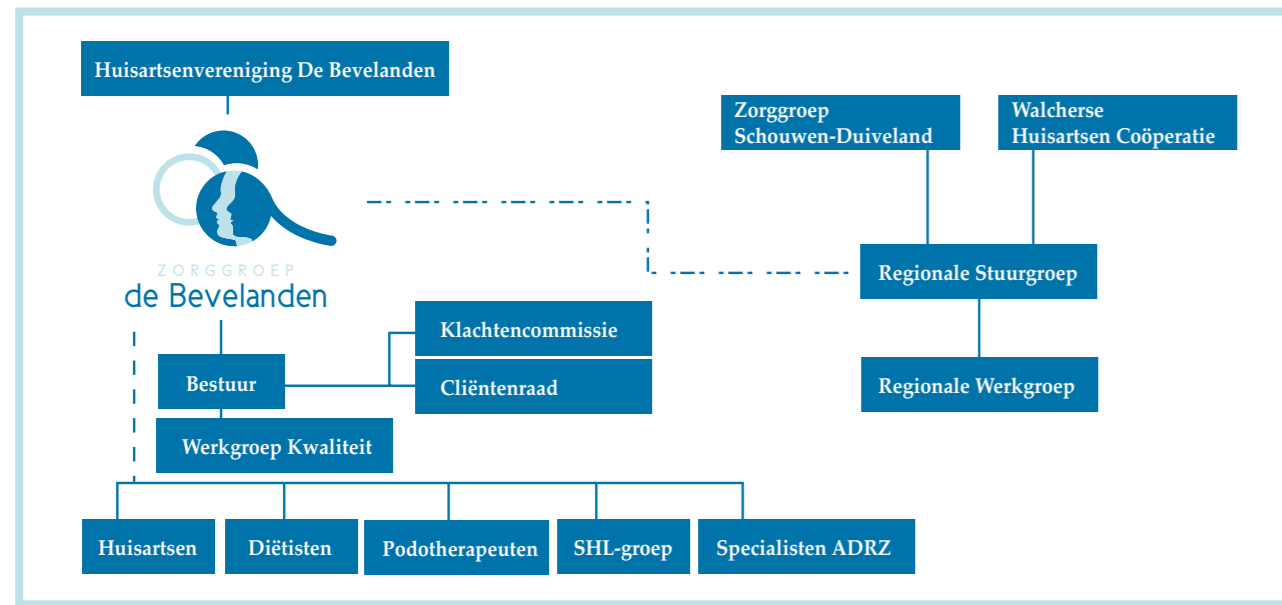 Huisartsenvereniging De Bevelanden
Zorggroep
Schouwen-Duiveland
Walcherse
Huisartsen Coöperatie
ZORGGROEP
de Bevelanden
Regionale Stuurgroep
Klachtencommissie
Bestuur
Cliëntenraad
Regionale Werkgroep
Werkgroep Kwaliteit
Huisartsen
Diëtisten
Podotherapeuten
SHL-groep
Specialisten ADRZ